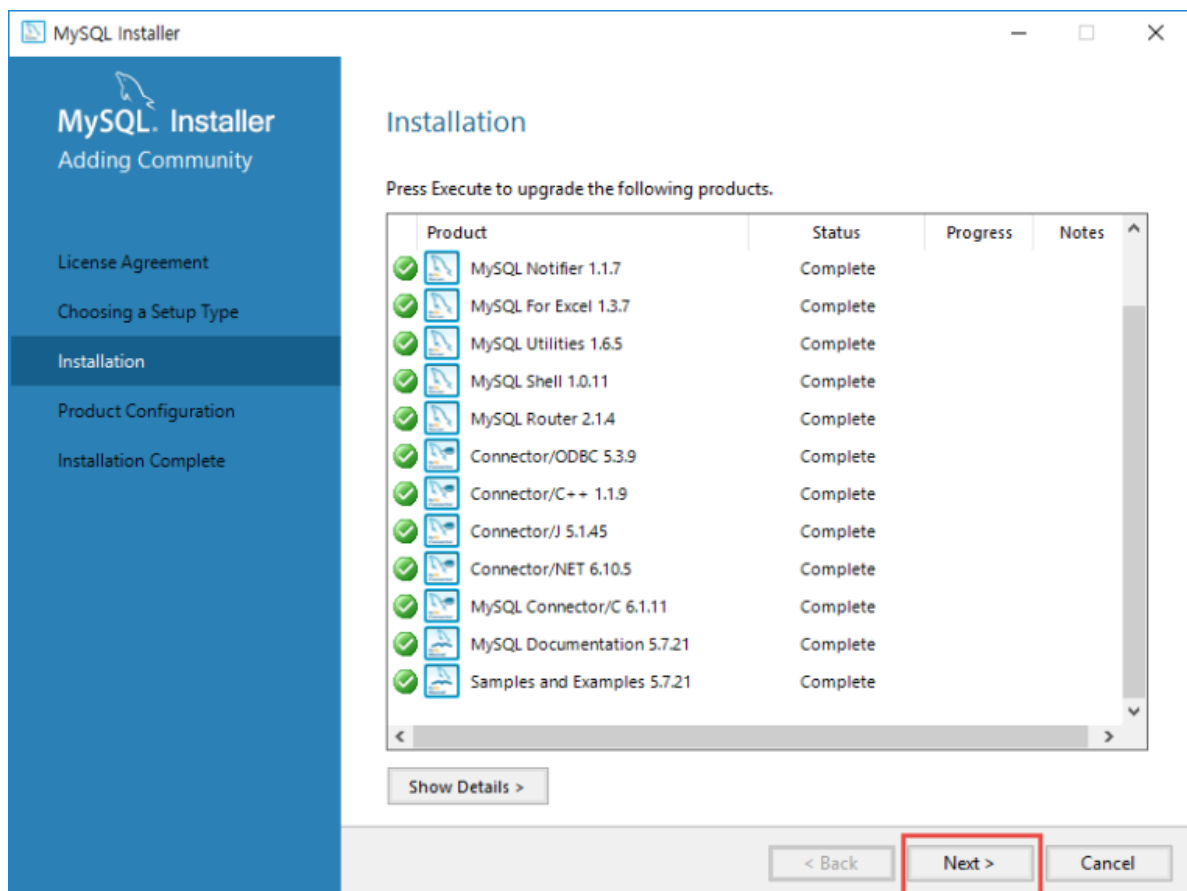 MySQL Installer
MySQL. Installer
Adding Community
License Agreement
Choosing a Setup Type
Installation
Product Configuration
Installation Complete
Installation
Press Execute to upgrade the following products.
Product Status Progress Notes
MySQL Notifier 1.1.7 Complete
MySQL For Excel 1.3.7 Complete
MySQL Utilities 1.6.5 Complete
MySQL Shell 1.0.11 Complete
MySQL Router 2.1.4 Complete
Connector/ODBC 5.3.9 Complete
Connector/C++ 1.1.9 Complete
Connector/J 5.1.45 Complete
Connector/NET 6.10.5 Complete
MySQL Connector/C 6.1.11 Complete
MySQL Documentation 5.7.21 Complete
Samples and Examples 5.7.21 Complete
Show Details >
< Back Next > Cancel